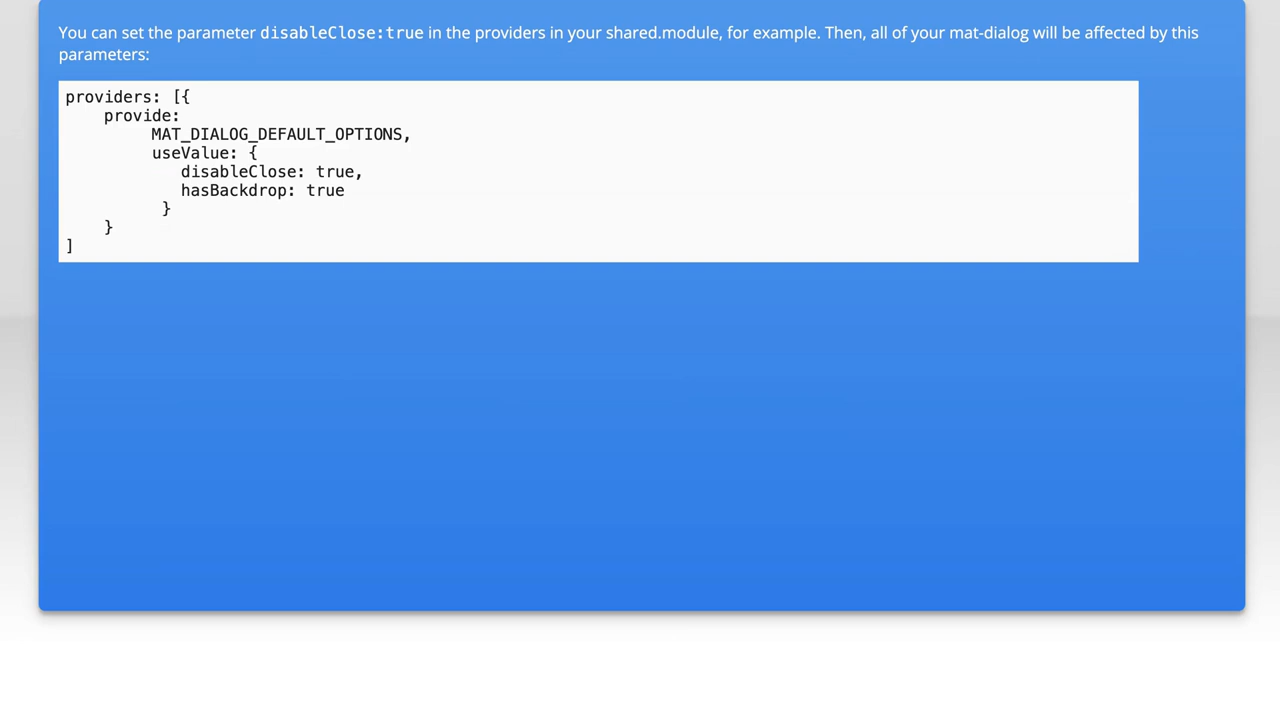 You can set the parameter disableClose:true in the providers in your shared.module, for example. Then, all of your mat-dialog will be affected by this
parameters:
providers: [{
    provide:
         MAT_DIALOG_DEFAULT_OPTIONS,
         useValue: {
            disableClose: true,
            hasBackdrop: true
          }
    }
]